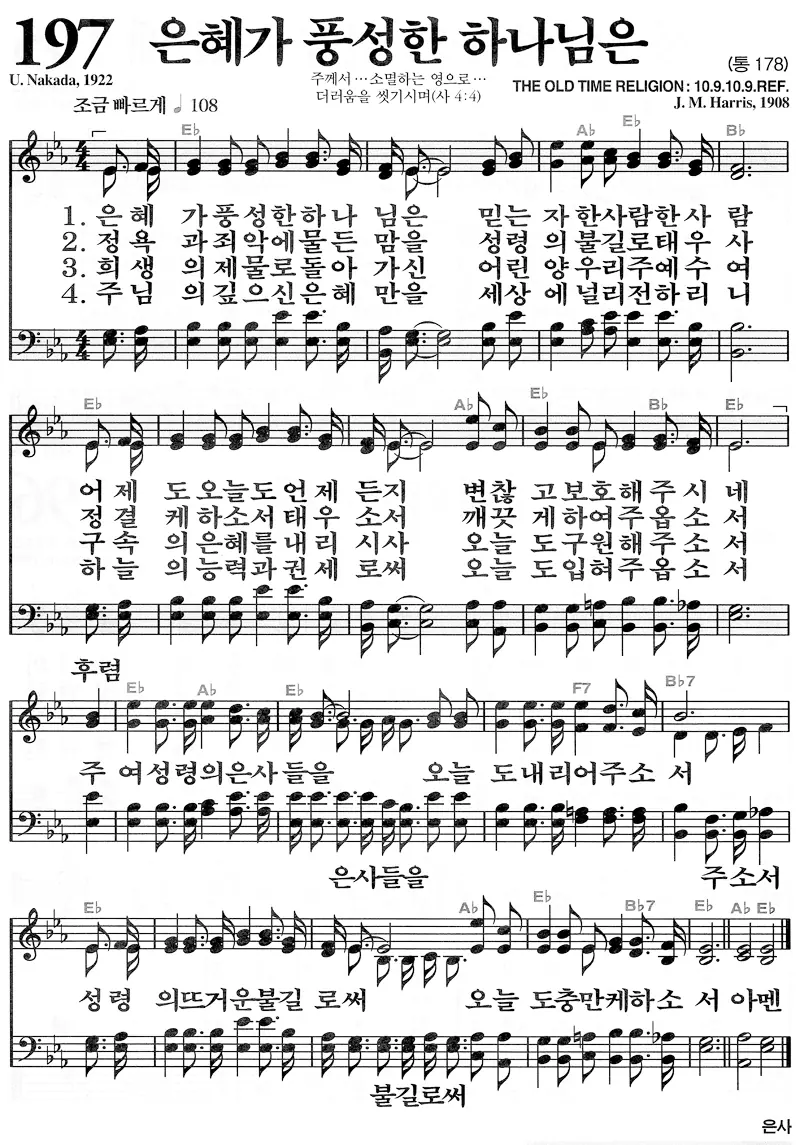 197 은혜가 풍성한 하나님은 (통 178)
U. Nakada, 1922
주께서…소멸하는 영으로…
더러움을 씻기시며(사 4:4)
THE OLD TIME RELIGION : 10.9.10.9.REF.
J. M. Harris, 1908
조금 빠르게 ♩ 108
E♭ A♭ E♭ B♭
1. 은혜 가풍성한하나 님은 믿는 자한사람한사 람
2. 정욕 과죄악에물든 맘을 성령 의불길로태우 사
3. 희생 의제물로돌아 가신 어린 양우리주예수 여
4. 주님 의깊으신은혜 만을 세상 에널리전하리 니
E♭ A♭ E♭ B♭ E♭
어제 도오늘도언제 든지 변찮 고보호해주시 네
정결 케하소서태우 소서 깨끗 게하여주옵소 서
구속 의은혜를내리 시사 오늘 도구원해주옵소 서
하늘 의능력과권세 로써 오늘 도입혀주옵소 서
후렴
E♭ A♭ E♭ F7 B♭7
주 여성령의은사 들을 오늘 도내리어주소 서
은사들을 주소서
E♭ A♭ E♭ B♭7 E♭ A♭ E♭
성령 의뜨거운불길 로써 오늘 도충만케하소 서아멘
불길로써
은사